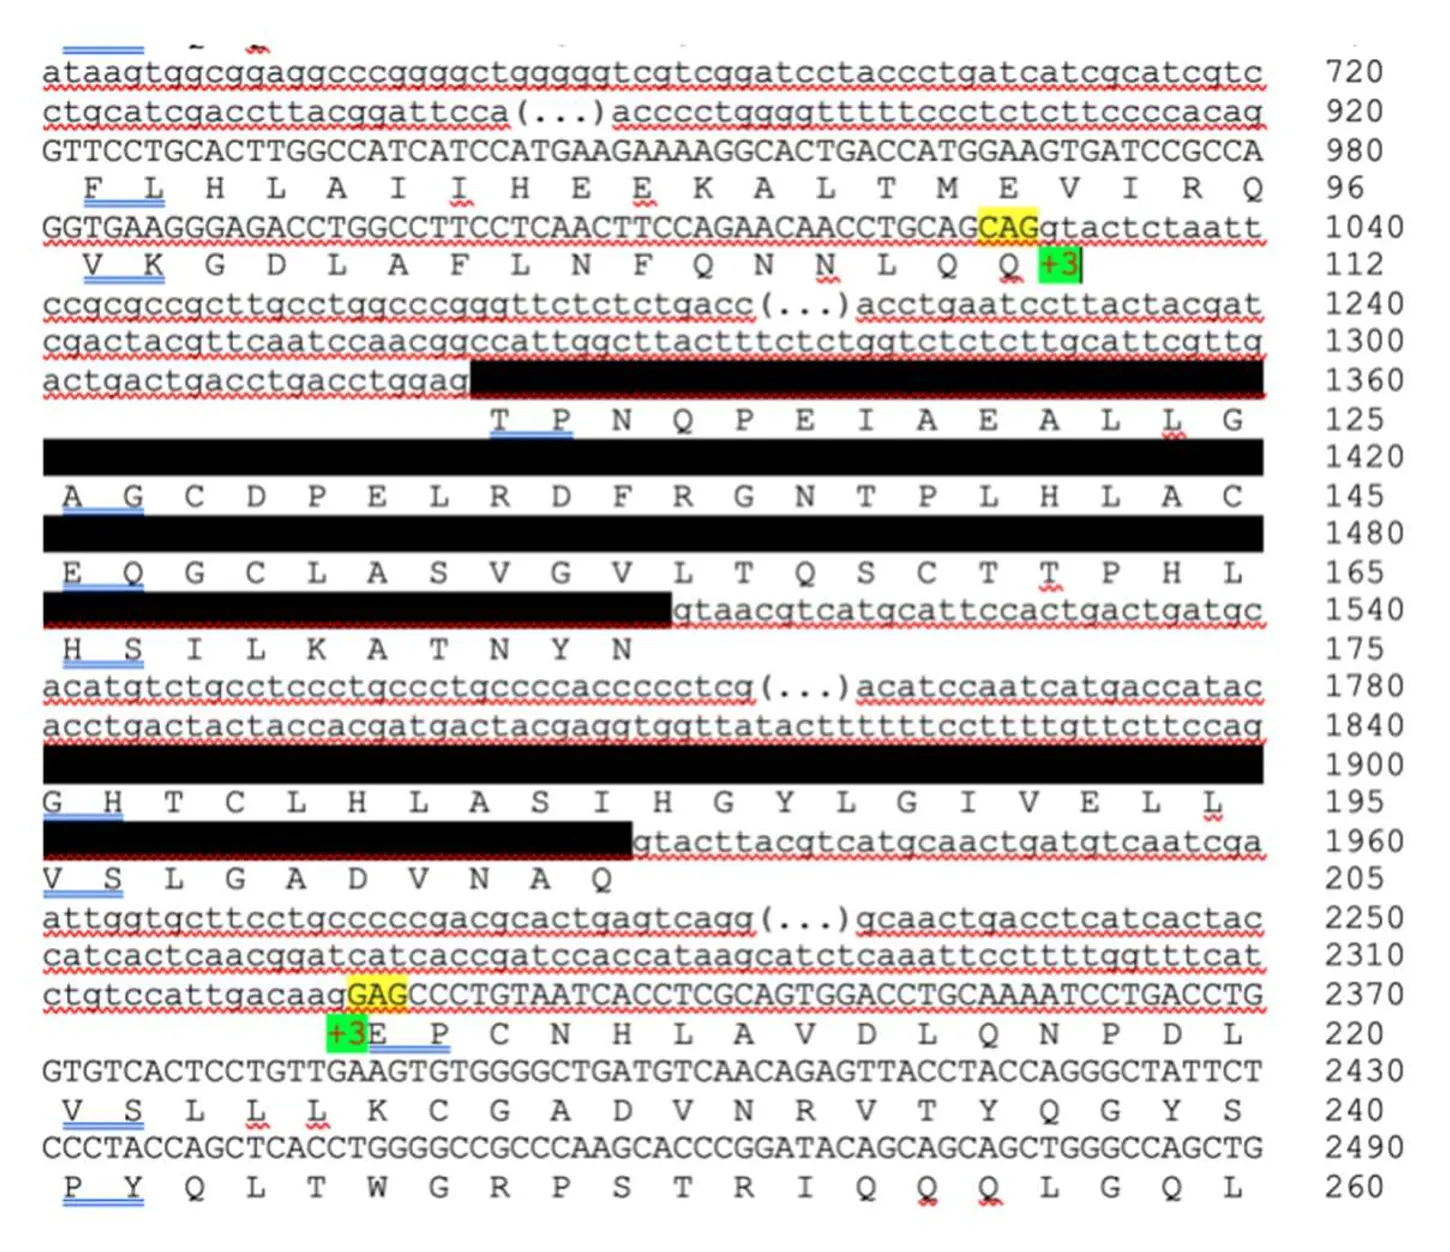 ataagtggcggaggcccggggctgggggtcgtcggatcctaccctgatcatcgcatcgtc 720
ctgcatcgaccttacggattcca(...)acccctggggtttttccctctcttccccacag 920
GTTCCTGCACTTGGCCATCATCCATGAAGAAAAGGCACTGACCATGGAAGTGATCCGCCA 980
F L H L A I I H E E K A L T M E V I R Q 96
GGTGAAGGGAGACCTGGCCTTCCTCAACTTCCAGAACAACCTGCAGCAGgtactctaatt 1040
V K G D L A F L N F Q N N L Q Q +3 112
ccgcgccgcttgcctggcccgggttctctctgacc(...)acctgaatccttactacgat 1240
cgactacgttcaatccaacggccattggcttactttctctggtctctcttgcattcgttg 1300
actgactgacctgacctggag 1360
T P N Q P E I A E A L L G 125
1420
A G C D P E L R D F R G N T P L H L A C 145
1480
E Q G C L A S V G V L T Q S C T T P H L 165
gtaacgtcatgcattccactgactgatgc 1540
H S I L K A T N Y N 175
acatgtctgcctccctgccctgccccaccccctcg(...)acatccaatcatgaccatac 1780
acctgactactaccacgatgactacgaggtggttatacttttttccttttgttcttccag 1840
1900
G H T C L H L A S I H G Y L G I V E L L 195
gtacttacgtcatgcaactgatgtcaatcga 1960
V S L G A D V N A Q 205
attggtgcttcctgcccccgacgcactgagtcagg(...)gcaactgacctcatcactac 2250
catcactcaacggatcatcaccgatccaccataagcatctcaaattccttttggtttcat 2310
ctgtccattgacaagGAGCCCTGTAATCACCTCGCAGTGGACCTGCAAAATCCTGACCTG 2370
+3E P C N H L A V D L Q N P D L 220
GTGTCACTCCTGTTGAAGTGTGGGGCTGATGTCAACAGAGTTACCTACCAGGGCTATTCT 2430
V S L L L K C G A D V N R V T Y Q G Y S 240
CCCTACCAGCTCACCTGGGGCCGCCCAAGCACCCGGATACAGCAGCAGCTGGGCCAGCTG 2490
P Y Q L T W G R P S T R I Q Q Q L G Q L 260